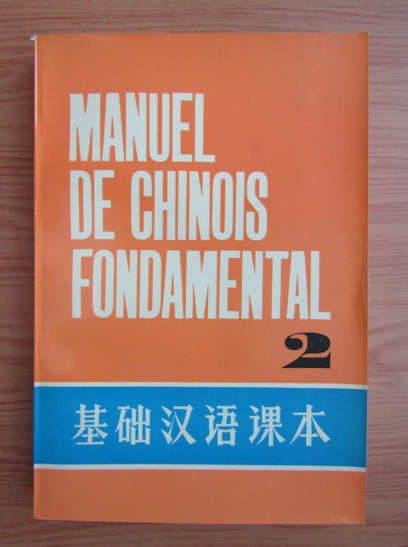 MANUEL
DE CHINOIS
FONDAMENTAL
2
基础汉语课本